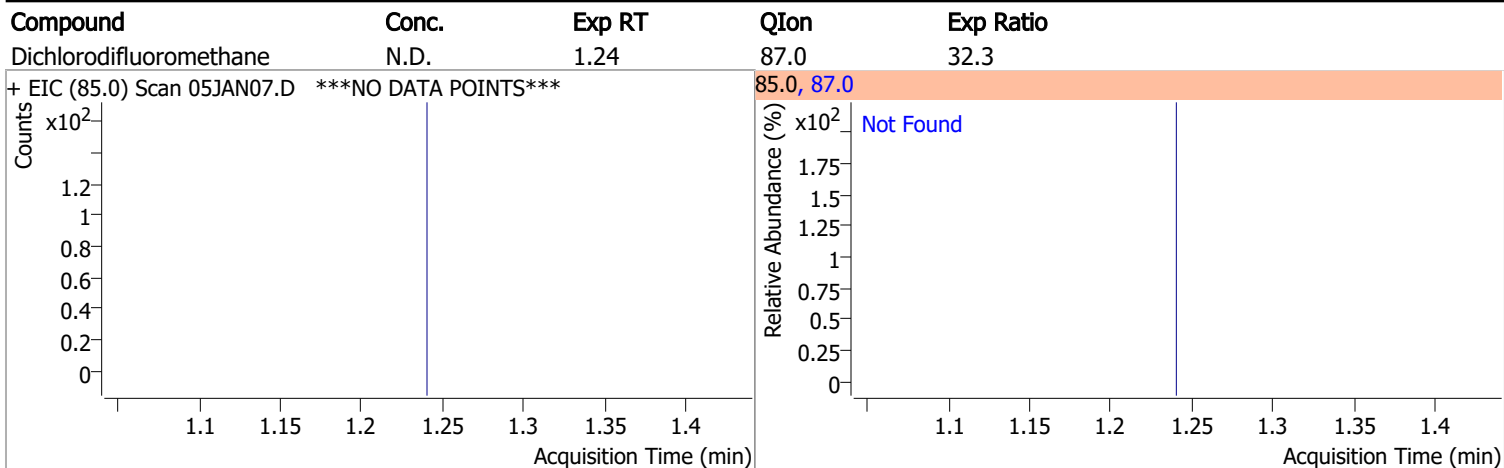 Compound Conc. Exp RT QIon Exp Ratio
Dichlorodifluoromethane N.D. 1.24 87.0 32.3
+ EIC (85.0) Scan 05JAN07.D ***NO DATA POINTS***
Counts
x10²
1.2
1
0.8
0.6
0.4
0.2
0
1.1 1.15 1.2 1.25 1.3 1.35 1.4
Acquisition Time (min)
85.0, 87.0
Relative Abundance (%)
x10²
Not Found
1.75
1.5
1.25
1
0.75
0.5
0.25
0
1.1 1.15 1.2 1.25 1.3 1.35 1.4
Acquisition Time (min)